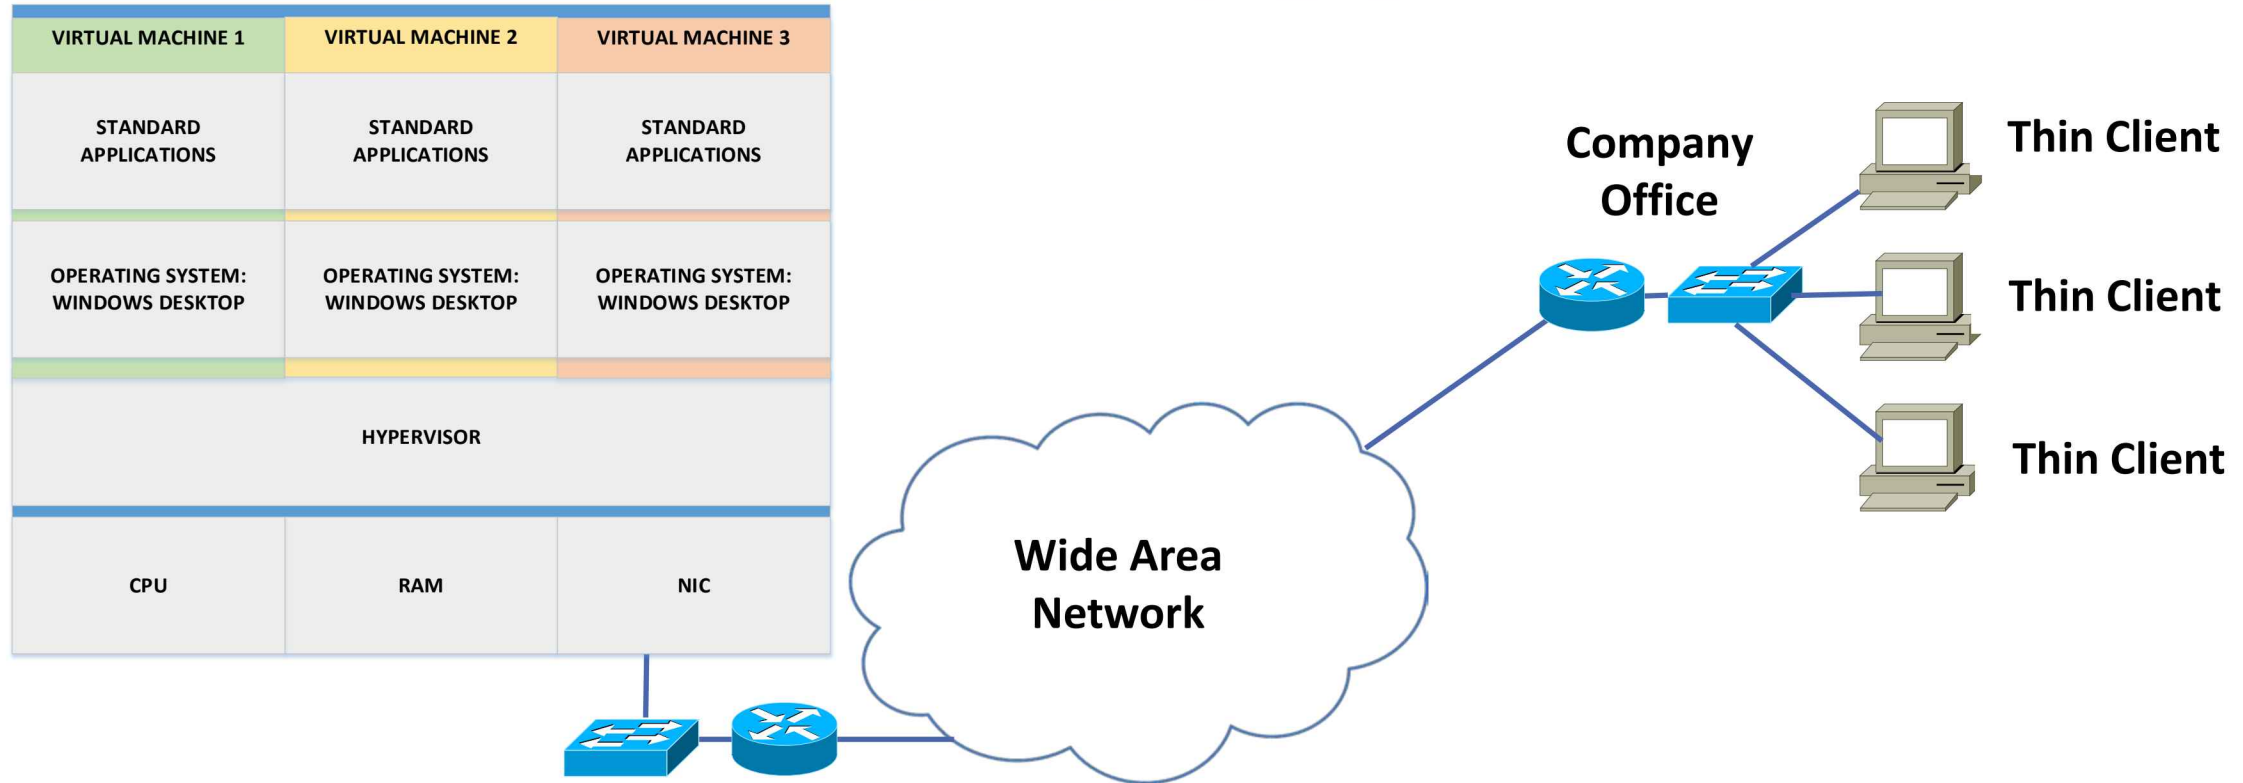 VIRTUAL MACHINE 1
VIRTUAL MACHINE 2
VIRTUAL MACHINE 3
STANDARD
APPLICATIONS
STANDARD
APPLICATIONS
STANDARD
APPLICATIONS
OPERATING SYSTEM:
WINDOWS DESKTOP
OPERATING SYSTEM:
WINDOWS DESKTOP
OPERATING SYSTEM:
WINDOWS DESKTOP
HYPERVISOR
CPU
RAM
NIC
Wide Area
Network
Company
Office
Thin Client
Thin Client
Thin Client